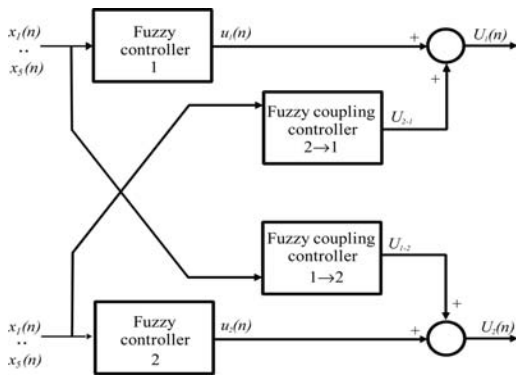 x₁(n)
..
x₅(n)
Fuzzy
controller
1
u₁(n)
+
U₁(n)
+
Fuzzy coupling
controller
2→1
U₂₋₁
Fuzzy coupling
controller
1→2
U₁₋₂
+
x₁(n)
..
x₅(n)
Fuzzy
controller
2
u₂(n)
+
U₂(n)